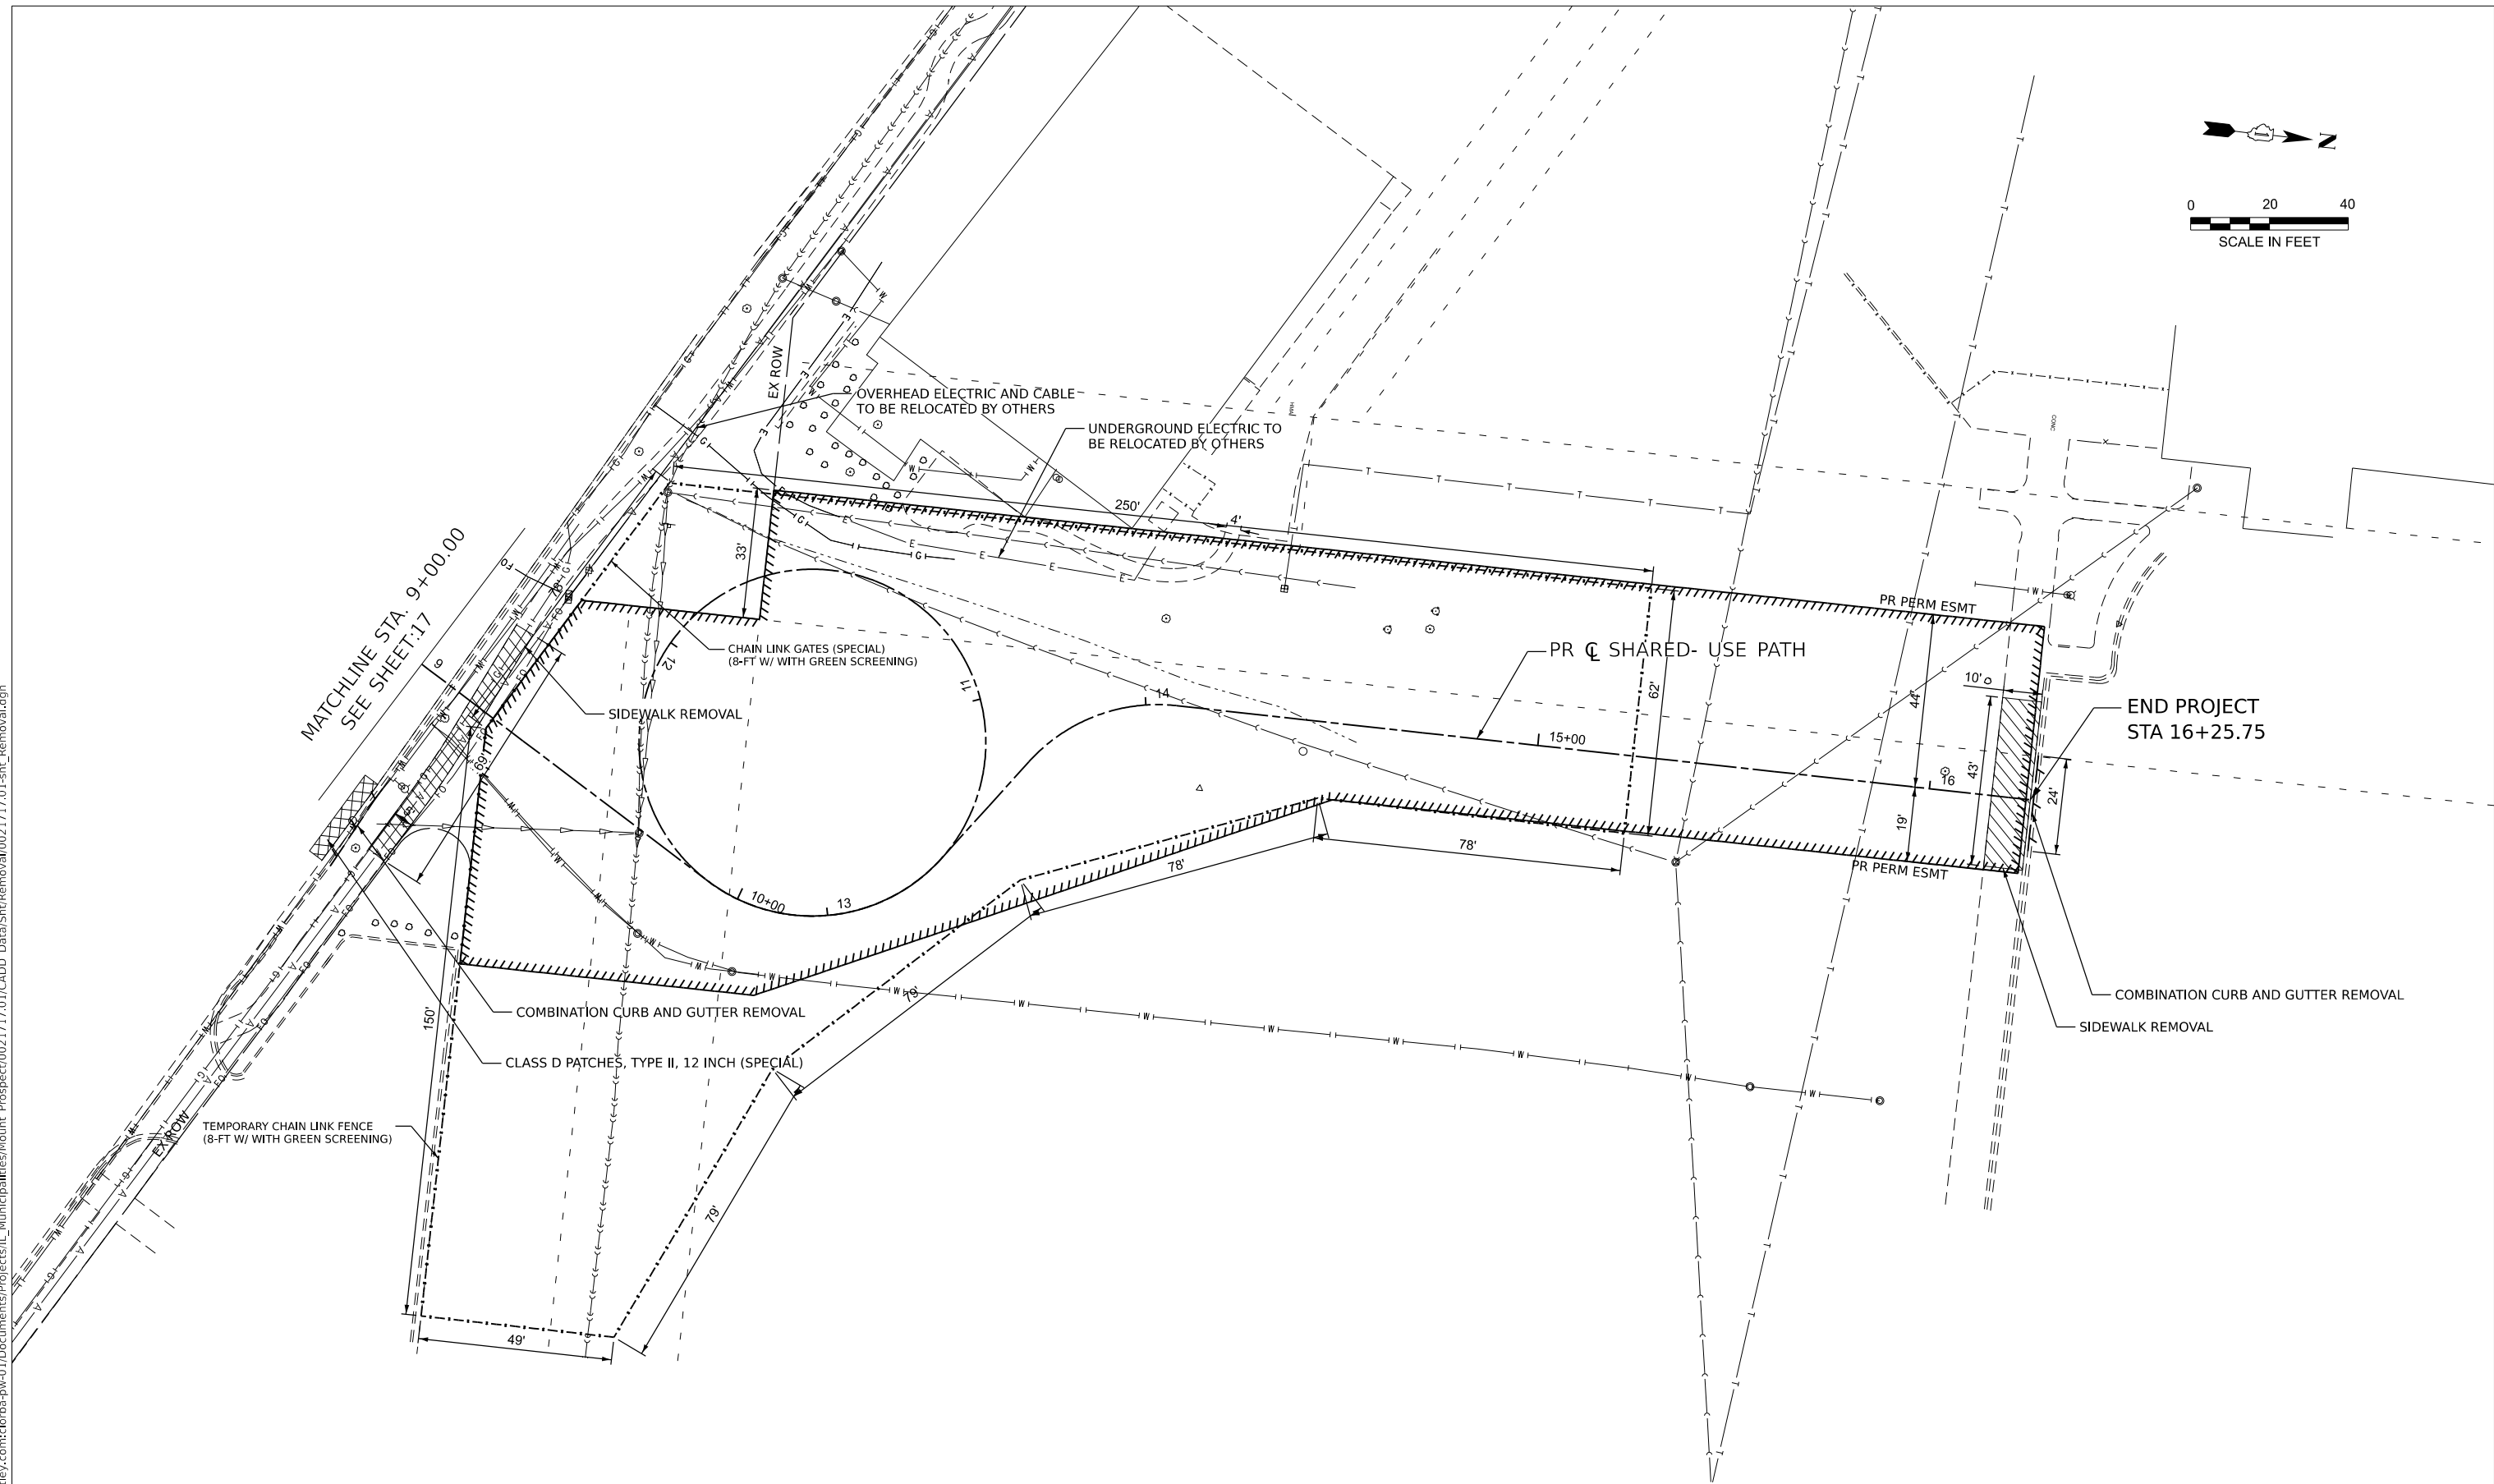 N
0 20 40
SCALE IN FEET
EX ROW
OVERHEAD ELECTRIC AND CABLE
TO BE RELOCATED BY OTHERS
UNDERGROUND ELECTRIC TO
BE RELOCATED BY OTHERS
CONC
250'
4'
33'
MATCHLINE STA. 9+00.00
SEE SHEET:17
PR PERM ESMT
CHAIN LINK GATES (SPECIAL)
(8-FT W/ WITH GREEN SCREENING)
PR ℄ SHARED- USE PATH
9
12
11
14
15+00
16
62'
44'
10'
43'
24'
19'
END PROJECT
STA 16+25.75
SIDEWALK REMOVAL
69'
78'
78'
PR PERM ESMT
10+00
13
79'
150'
COMBINATION CURB AND GUTTER REMOVAL
COMBINATION CURB AND GUTTER REMOVAL
SIDEWALK REMOVAL
CLASS D PATCHES, TYPE II, 12 INCH (SPECIAL)
TEMPORARY CHAIN LINK FENCE
(8-FT W/ WITH GREEN SCREENING)
EX ROW
79'
49'